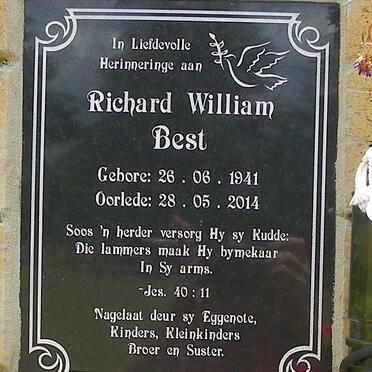 In Liefdevolle
Herinneringe aan
Richard William
Best
Gebore: 26 . 06 . 1941
Oorlede: 28 . 05 . 2014
Soos 'n herder versorg Hy sy Kudde:
Die lammers maak Hy bymekaar
In Sy arms.
-Jes. 40 : 11
Nagelaat deur sy Eggenote,
Kinders, Kleinkinders
Broer en Suster.